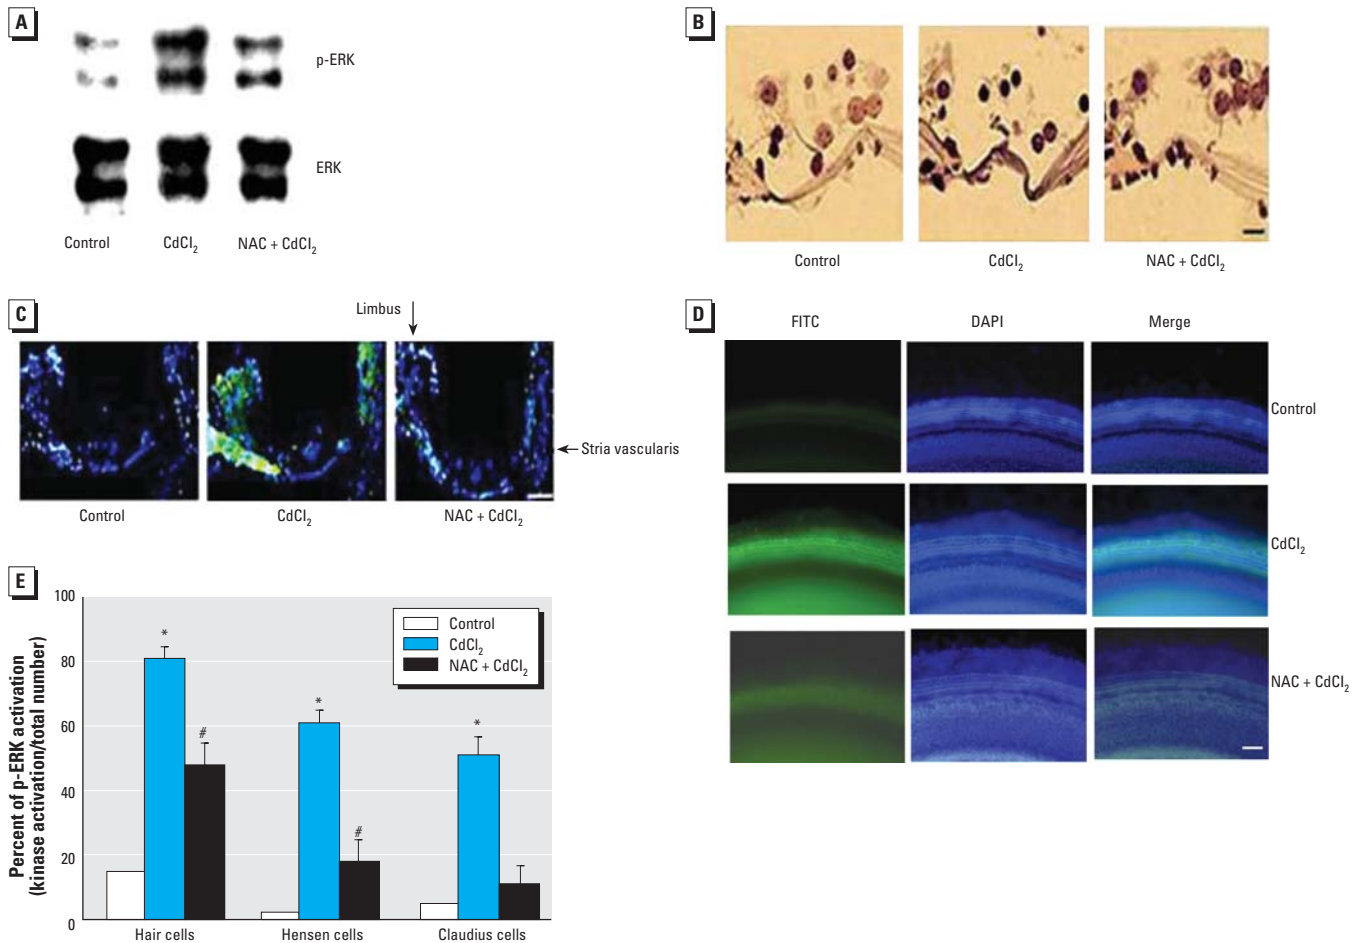 A
p-ERK
ERK
Control
CdCl₂
NAC + CdCl₂
B
Control
CdCl₂
NAC + CdCl₂
C
Limbus
Stria vascularis
Control
CdCl₂
NAC + CdCl₂
D
FITC
DAPI
Merge
Control
CdCl₂
NAC + CdCl₂
E
Percent of p-ERK activation
(kinase activation/total number)
100
80
60
40
20
0
Control
CdCl₂
NAC + CdCl₂
*
#
*
#
*
Hair cells
Hensen cells
Claudius cells